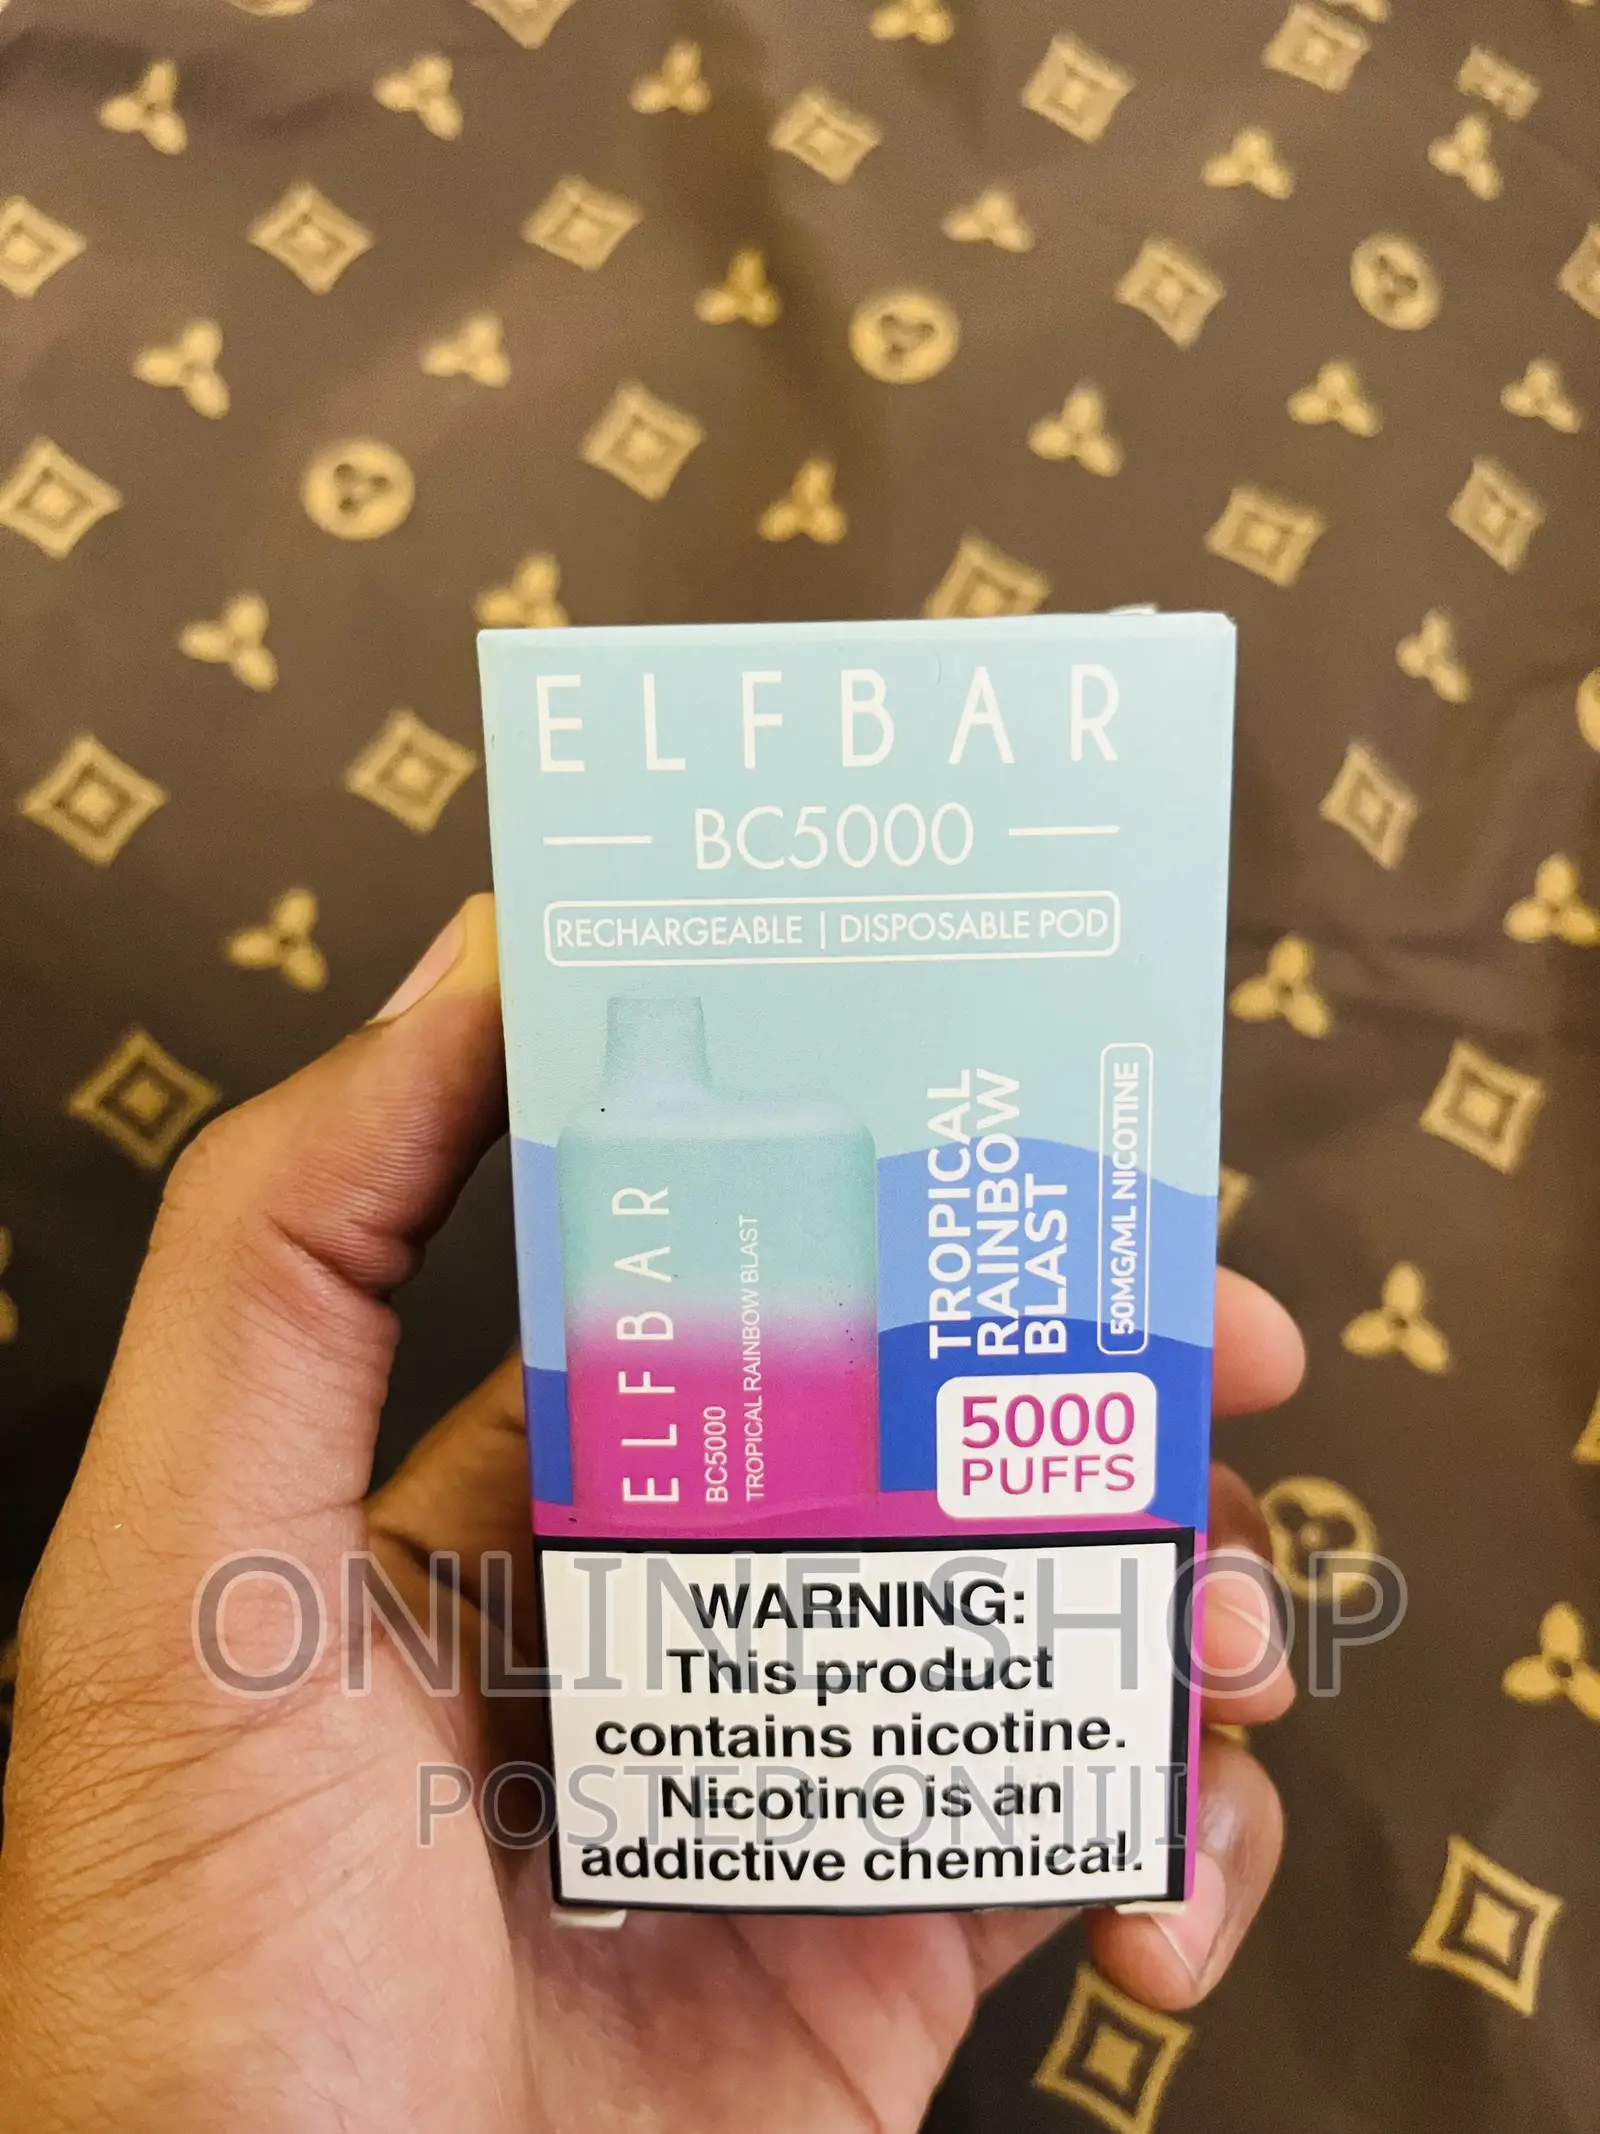 ELFBAR
BC5000
RECHARGEABLE | DISPOSABLE POD
ELFBAR
BC5000
TROPICAL RAINBOW BLAST
TROPICAL
RAINBOW
BLAST
50MG/ML NICOTINE
5000
PUFFS
WARNING:
This product
contains nicotine.
Nicotine is an
addictive chemical.
ONLINE SHOP
POSTED ON JIJI